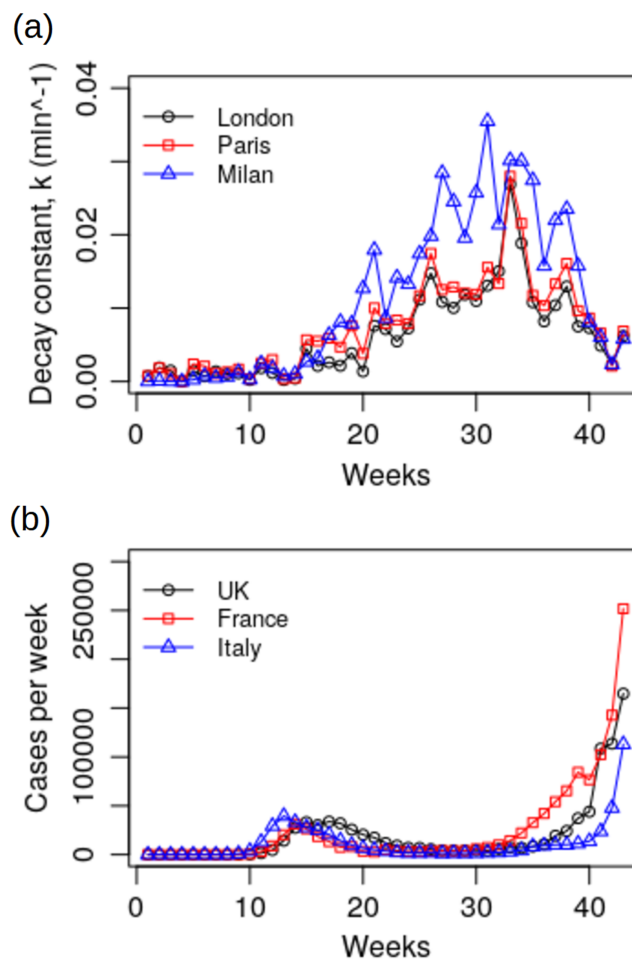 (a)
Decay constant, k (min^-1)
0.04
0.02
0.00
London
Paris
Milan
0 10 20 30 40
Weeks
(b)
Cases per week
250000
100000
0
UK
France
Italy
0 10 20 30 40
Weeks